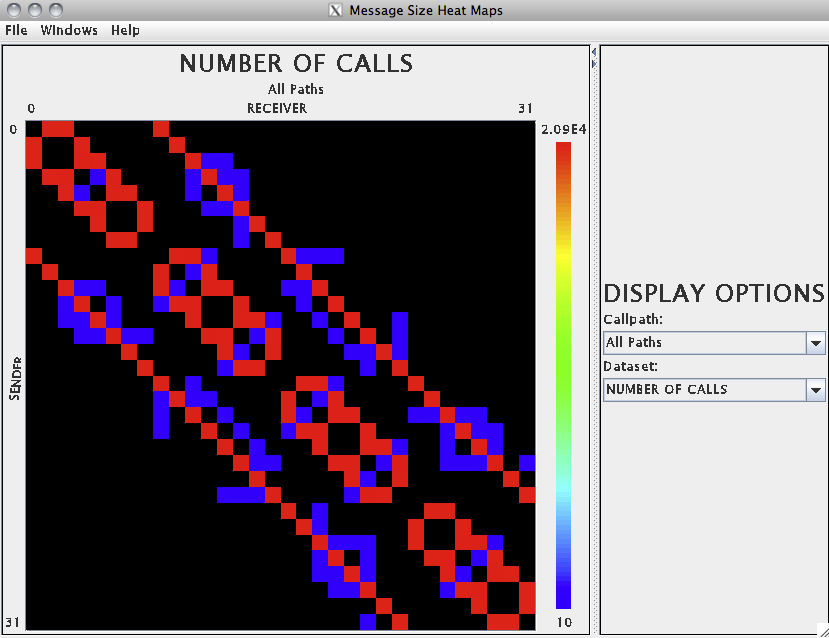 Message Size Heat Maps
File Windows Help
NUMBER OF CALLS
All Paths
0 RECEIVER 31
0
2.09E4
SENDER
31
10
DISPLAY OPTIONS
Callpath:
All Paths
Dataset:
NUMBER OF CALLS